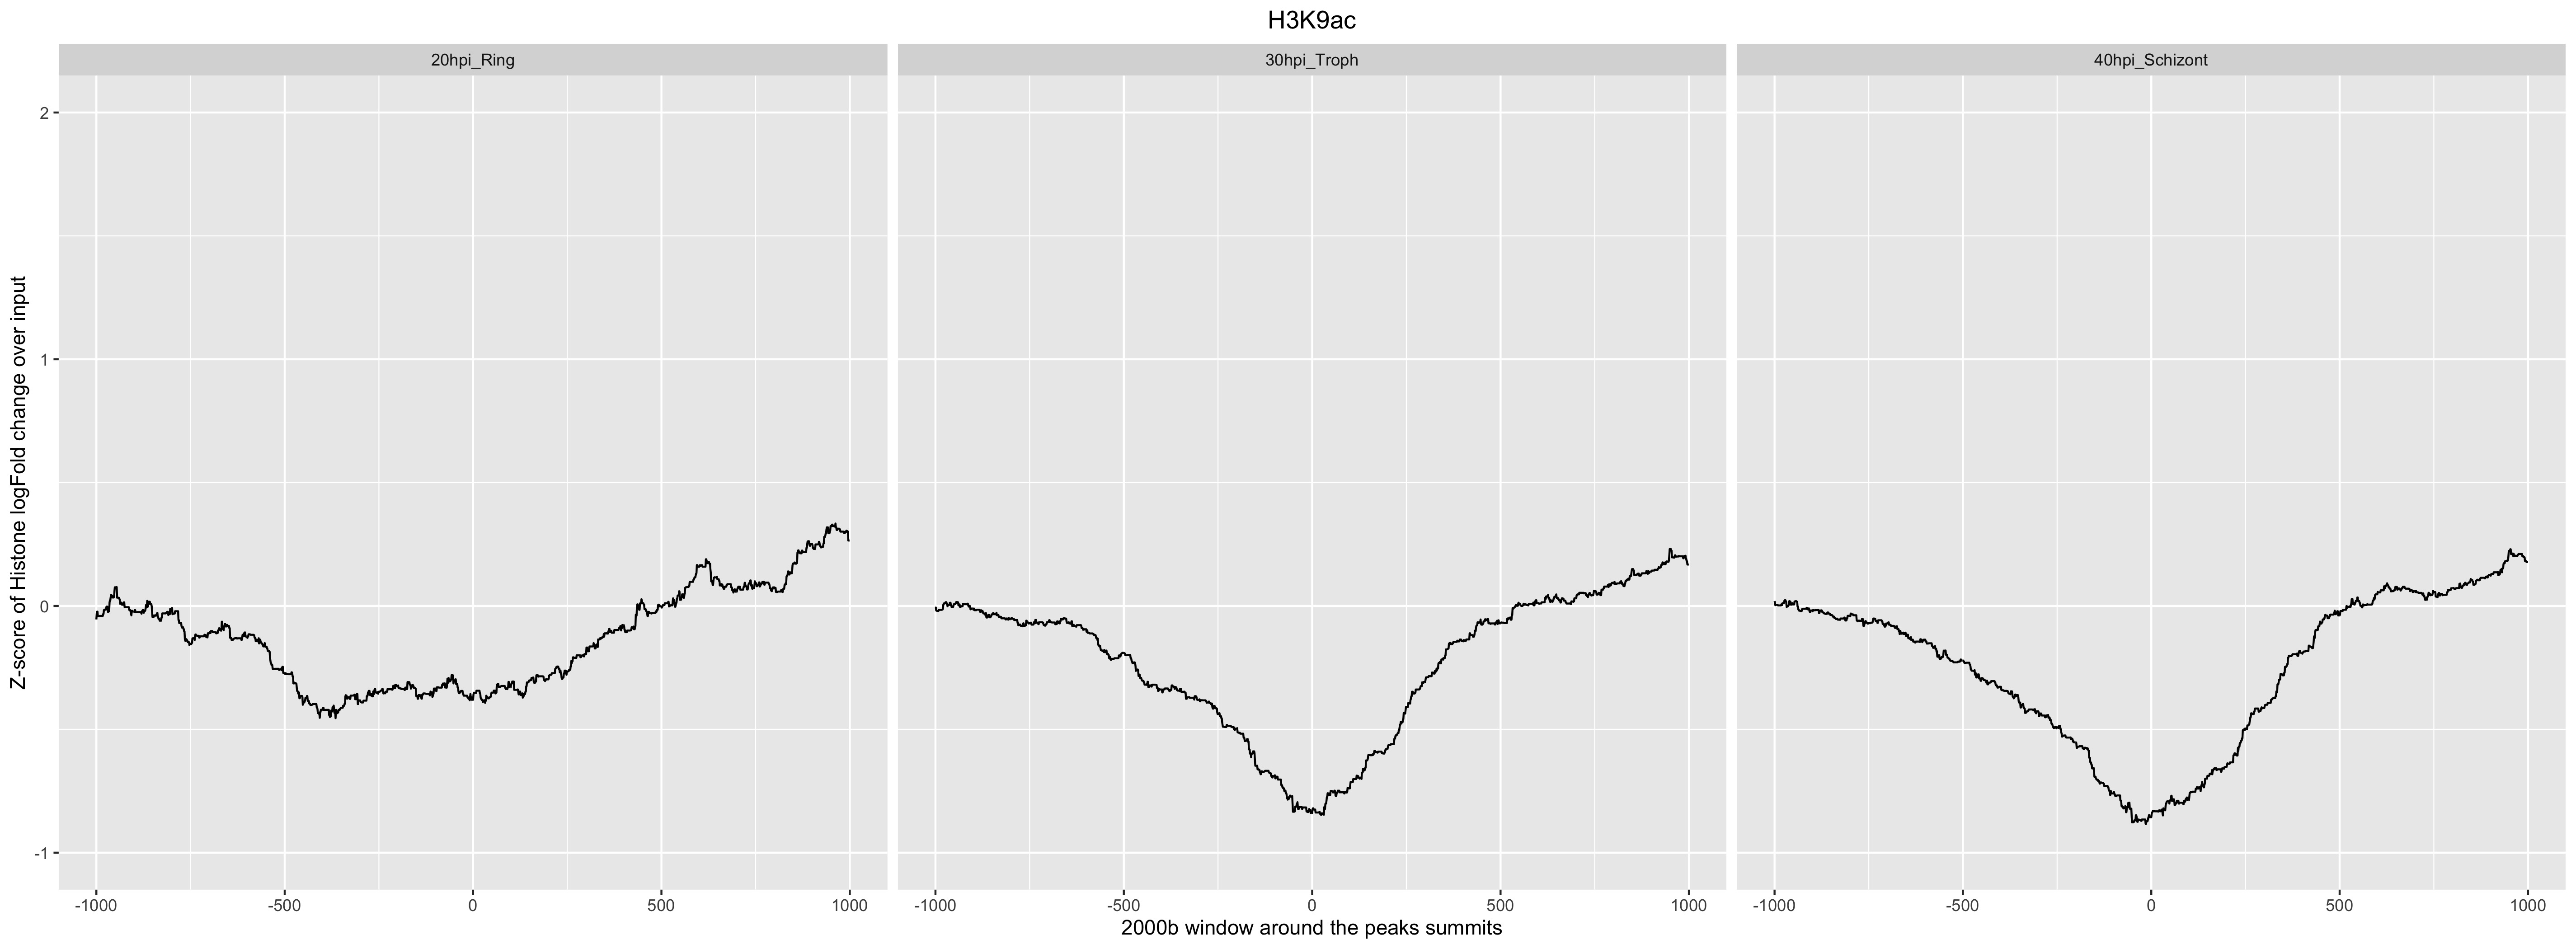 H3K9ac
20hpi_Ring
30hpi_Troph
40hpi_Schizont
Z-score of Histone logFold change over input
2
1
0
-1
-1000 -500 0 500 1000
-1000 -500 0 500 1000
-1000 -500 0 500 1000
2000b window around the peaks summits